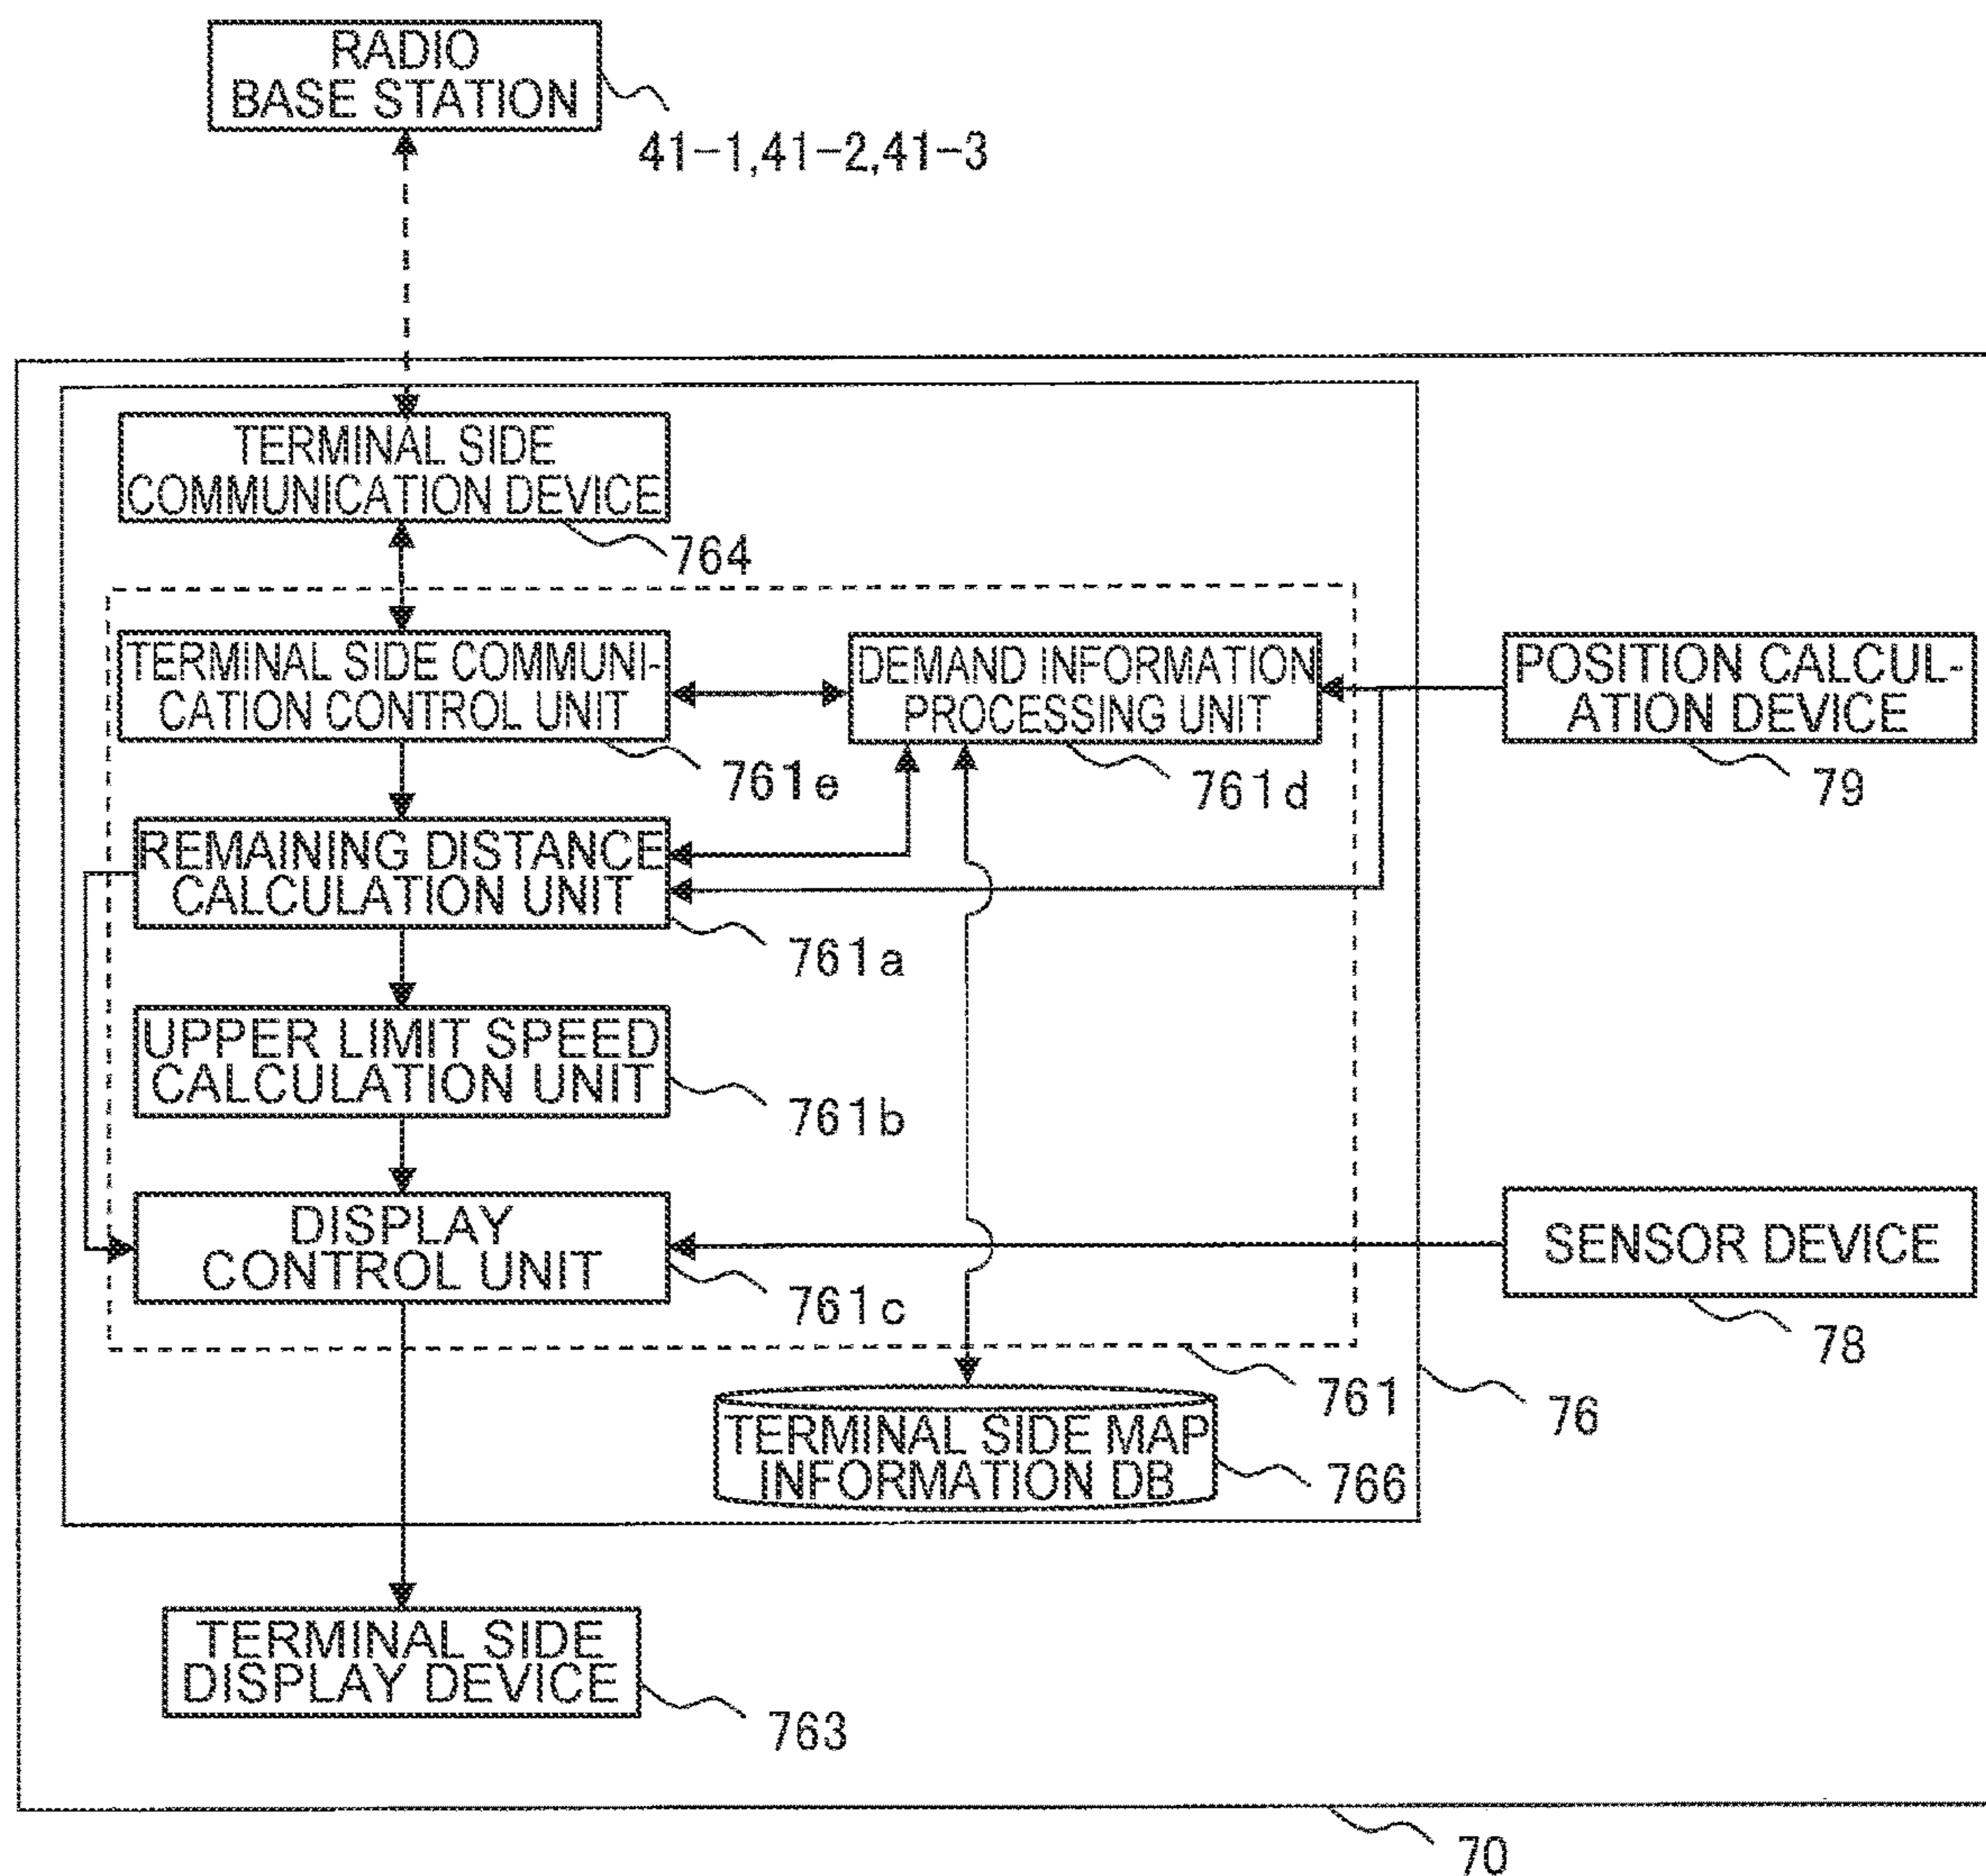 RADIO
BASE STATION
41-1,41-2,41-3
TERMINAL SIDE
COMMUNICATION DEVICE
764
TERMINAL SIDE COMMUNI-
CATION CONTROL UNIT
761e
DEMAND INFORMATION
PROCESSING UNIT
761d
POSITION CALCUL-
ATION DEVICE
79
REMAINING DISTANCE
CALCULATION UNIT
761a
UPPER LIMIT SPEED
CALCULATION UNIT
761b
DISPLAY
CONTROL UNIT
761c
SENSOR DEVICE
78
761
76
TERMINAL SIDE MAP
INFORMATION DB
766
TERMINAL SIDE
DISPLAY DEVICE
763
70